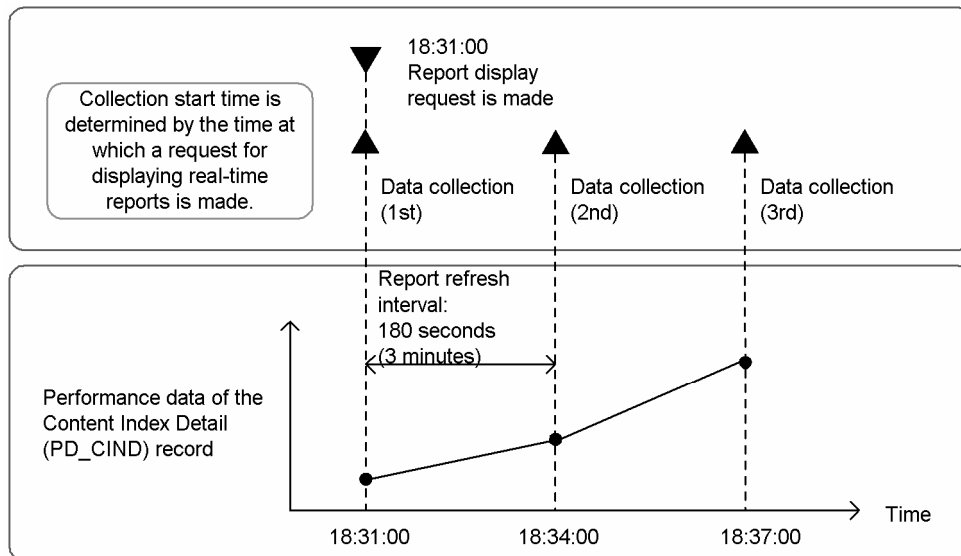 18:31:00
Report display
request is made
Collection start time is
determined by the time at
which a request for
displaying real-time
reports is made.
Data collection
(1st)
Data collection
(2nd)
Data collection
(3rd)
Report refresh
interval:
180 seconds
(3 minutes)
Performance data of the
Content Index Detail
(PD_CIND) record
Time
18:31:00
18:34:00
18:37:00